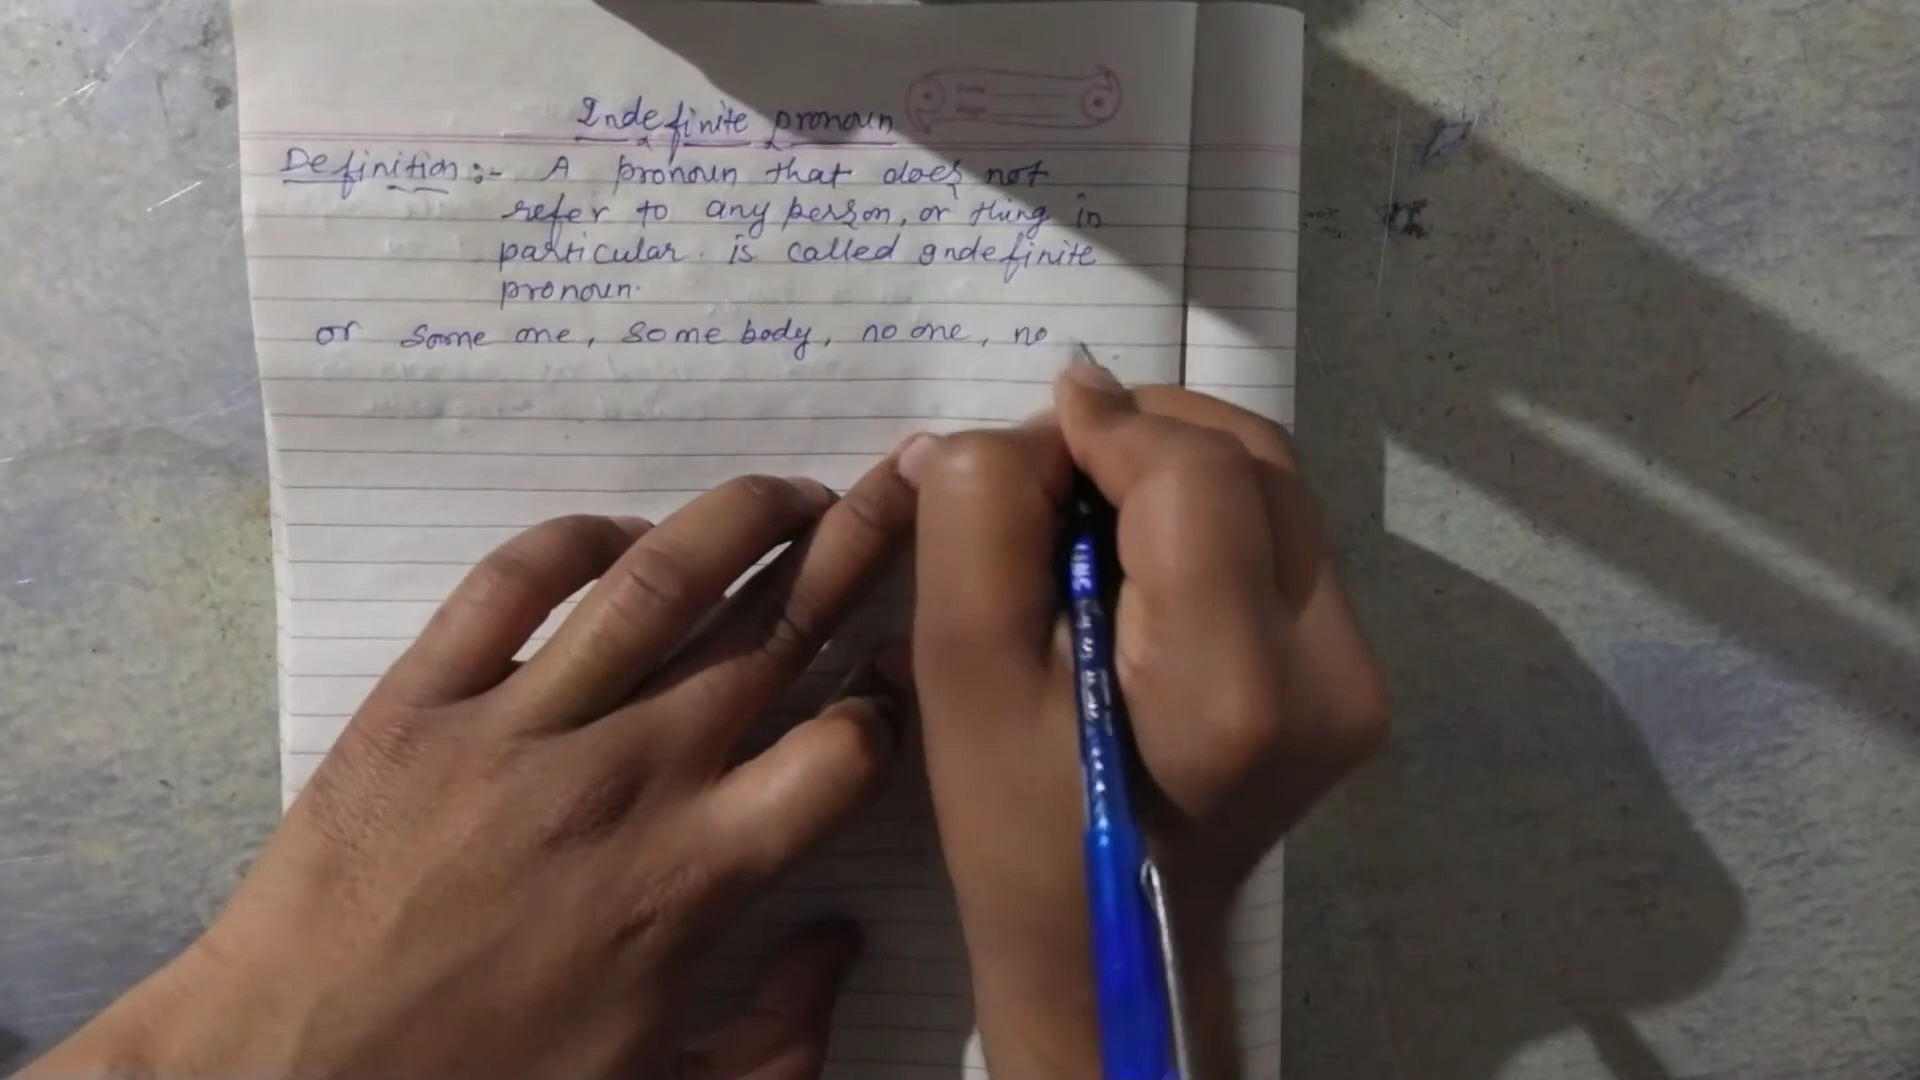 Indefinite pronoun
Definition :- A pronoun that does not
refer to any person, or thing in
particular. is called indefinite
pronoun.
or some one, some body, no one, no